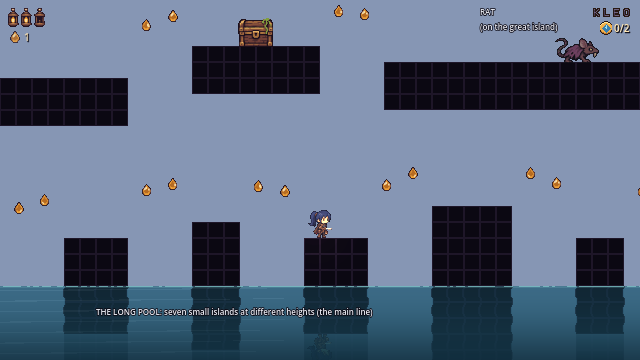 RAT
(on the great island)
KLEO
0/2
1
THE LONG POOL: seven small islands at different heights (the main line)